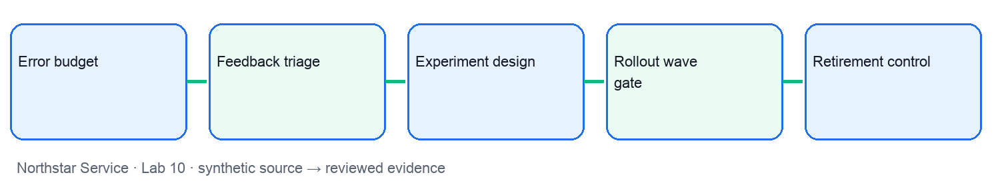 Error budget
Feedback triage
Experiment design
Rollout wave
gate
Retirement control
Northstar Service · Lab 10 · synthetic source → reviewed evidence